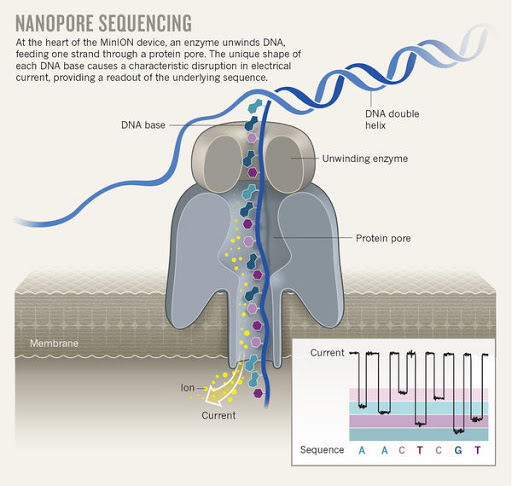 NANOPORE SEQUENCING
At the heart of the MinION device, an enzyme unwinds DNA,
feeding one strand through a protein pore. The unique shape of
each DNA base causes a characteristic disruption in electrical
current, providing a readout of the underlying sequence.
DNA base
DNA double
helix
Unwinding enzyme
Protein pore
Membrane
Ion
Current
Current
Sequence A A C T C G T